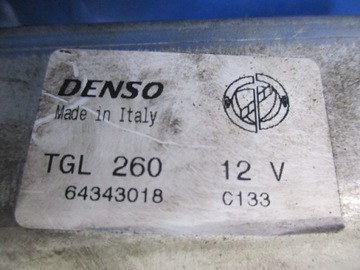 DENSO
Made in Italy
TGL 260 12 V
64343018 C133